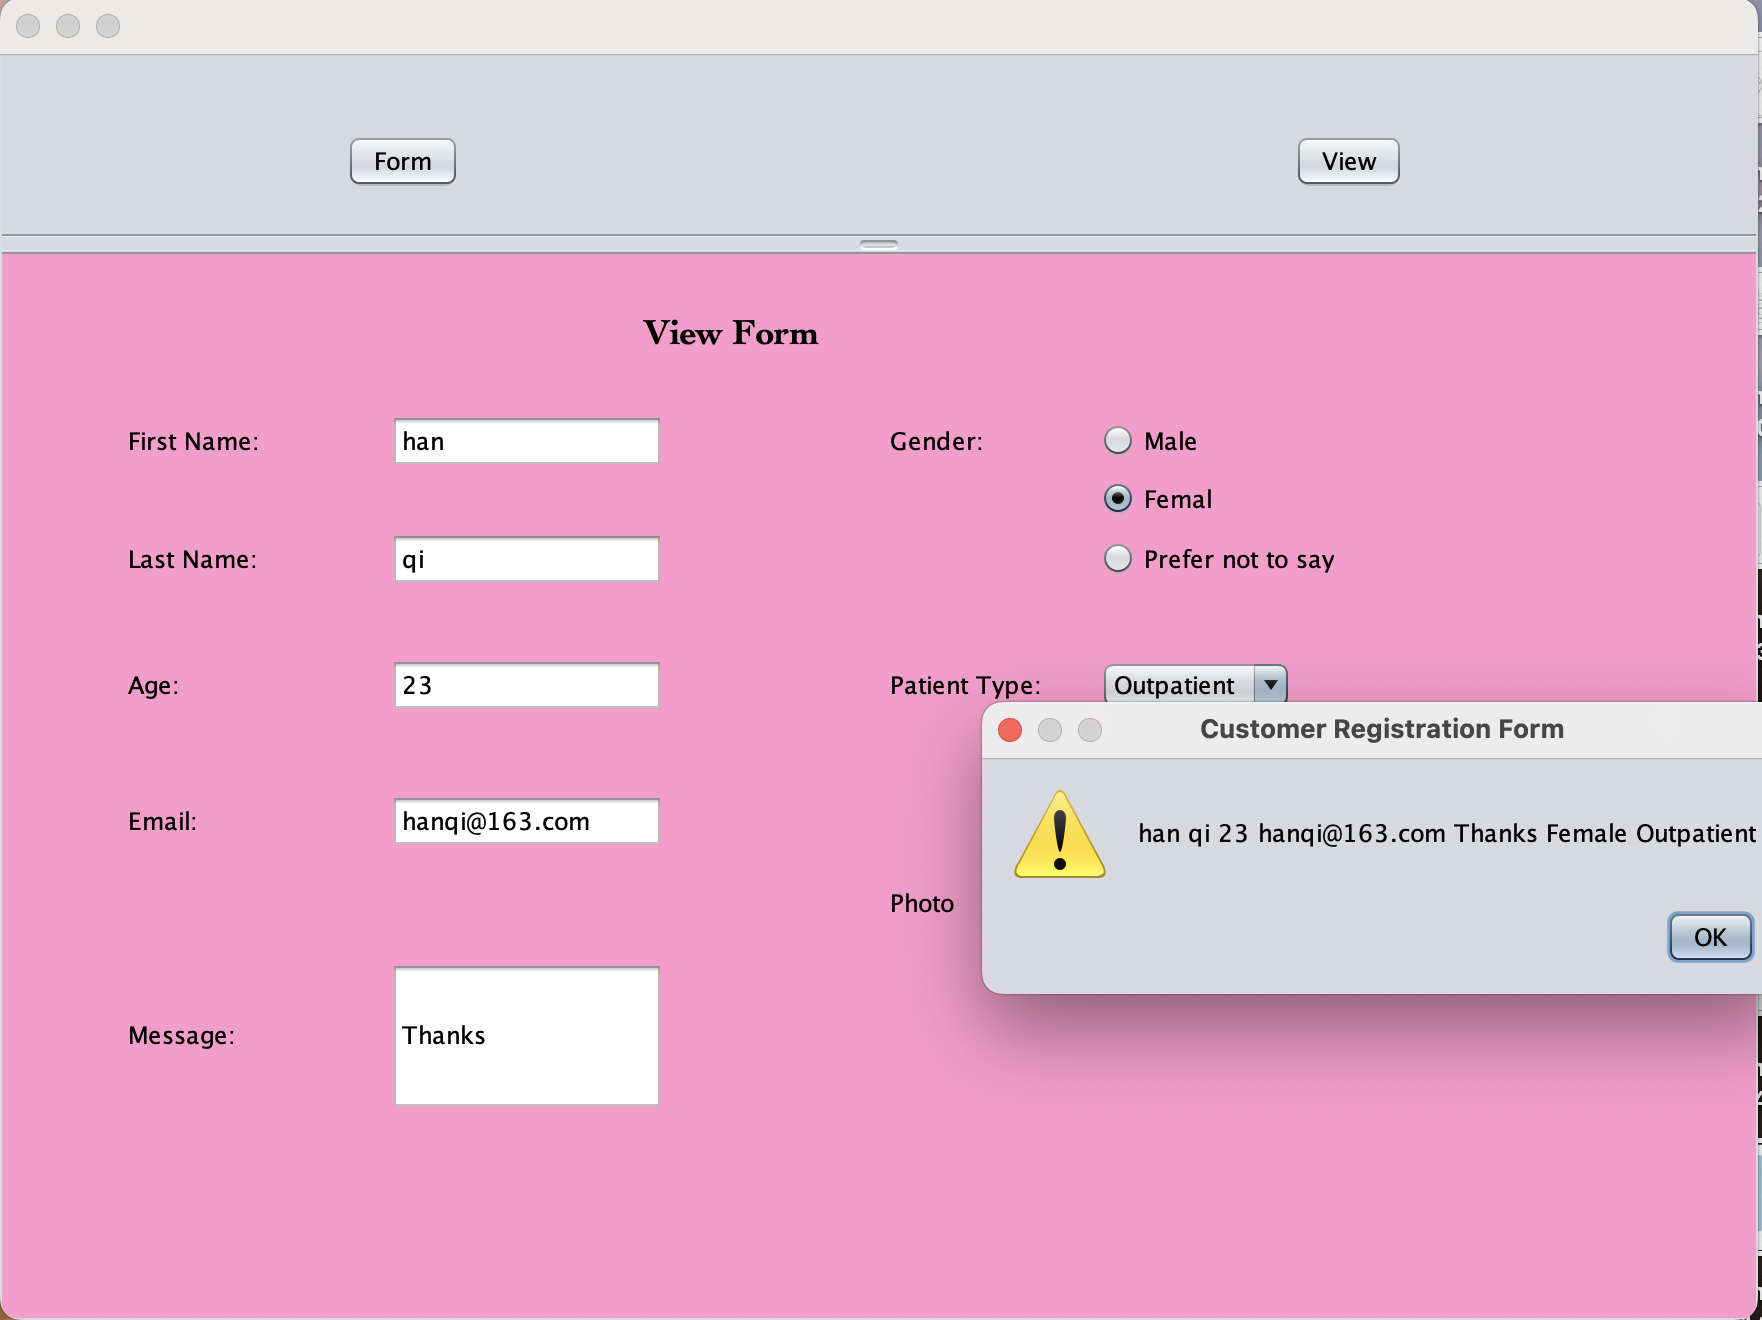 Form
View
View Form
First Name:
han
Gender:
Male
Femal
Last Name:
qi
Prefer not to say
Age:
23
Patient Type:
Outpatient
Customer Registration Form
Email:
hanqi@163.com
han qi 23 hanqi@163.com Thanks Female Outpatient
Photo
OK
Message:
Thanks